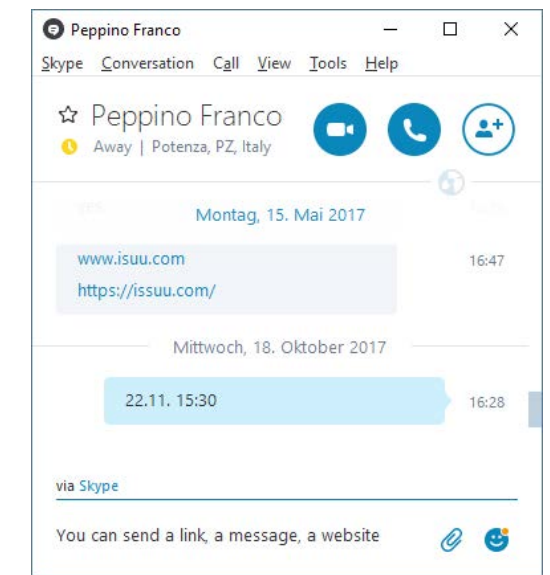 Peppino Franco
Skype Conversation Call View Tools Help
Peppino Franco
Away | Potenza, PZ, Italy
Montag, 15. Mai 2017
www.isuu.com 16:47
https://issuu.com/
Mittwoch, 18. Oktober 2017
22.11. 15:30 16:28
via Skype
You can send a link, a message, a website